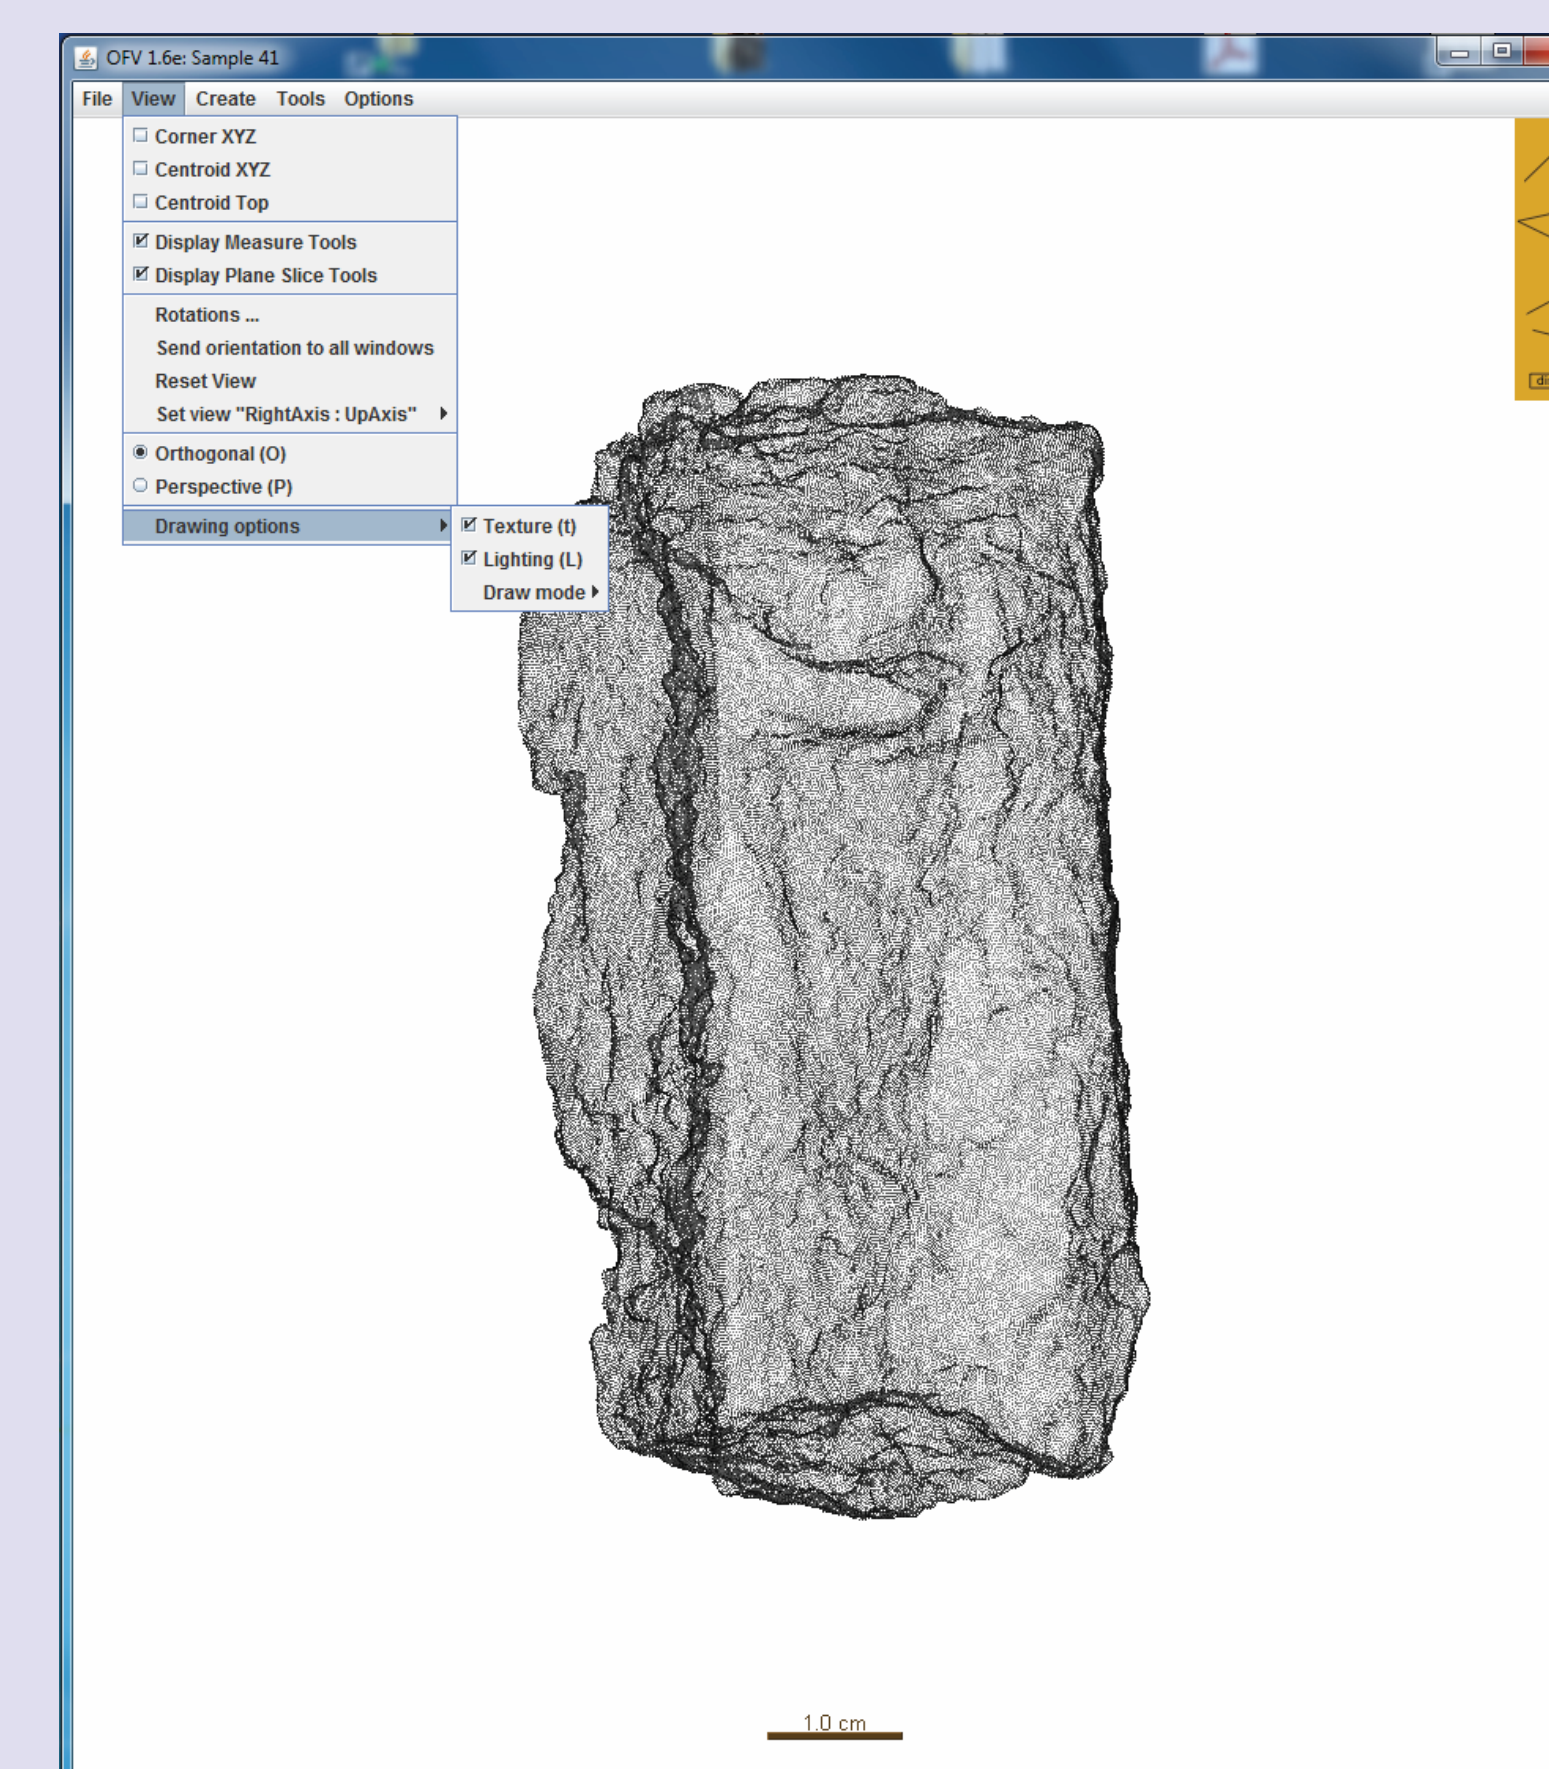 OFV 1.6e: Sample 41
File View Create Tools Options
Corner XYZ
Centroid XYZ
Centroid Top
Display Measure Tools
Display Plane Slice Tools
Rotations ...
Send orientation to all windows
Reset View
Set view "RightAxis : UpAxis"
Orthogonal (O)
Perspective (P)
Drawing options
Texture (t)
Lighting (L)
Draw mode
1.0 cm